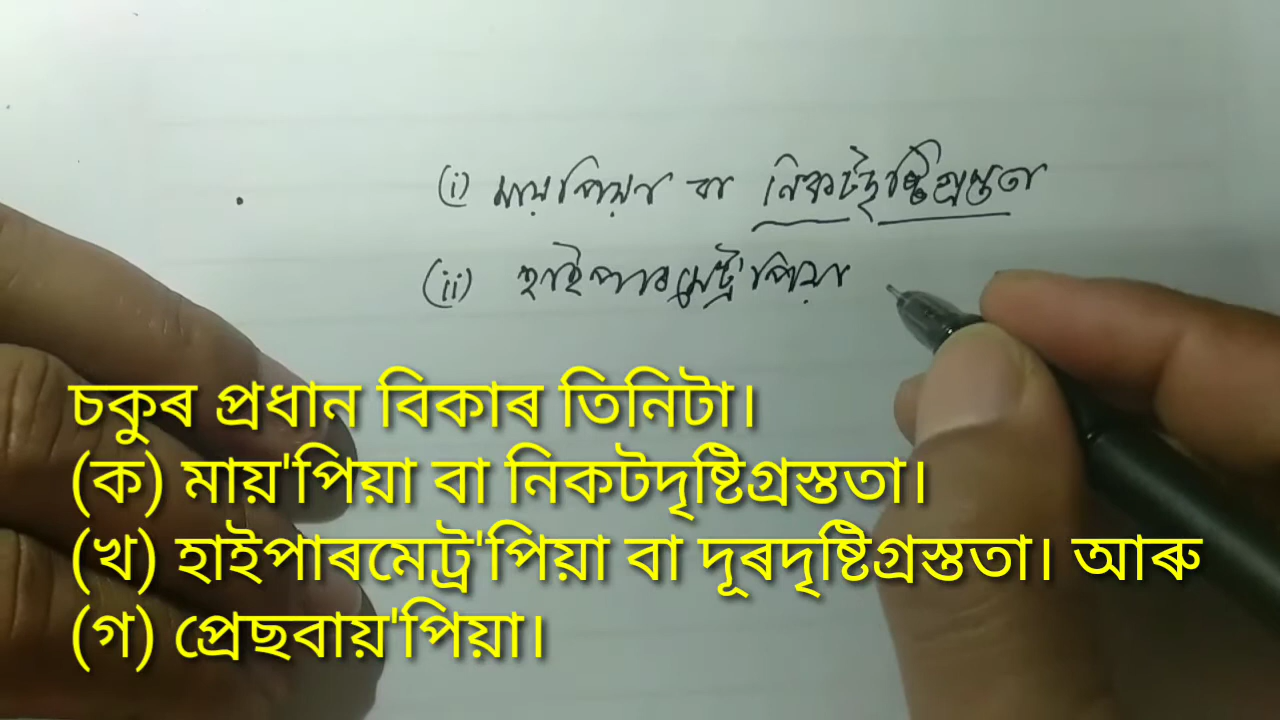 (i) মায়পিয়া বা নিকটদৃষ্টিগ্ৰস্ততা
(ii) হাইপাৰমেট্ৰ'পিয়া
চকুৰ প্ৰধান বিকাৰ তিনিটা।
(ক) মায়'পিয়া বা নিকটদৃষ্টিগ্ৰস্ততা।
(খ) হাইপাৰমেট্ৰ'পিয়া বা দূৰদৃষ্টিগ্ৰস্ততা। আৰু
(গ) প্ৰেছবায়'পিয়া।